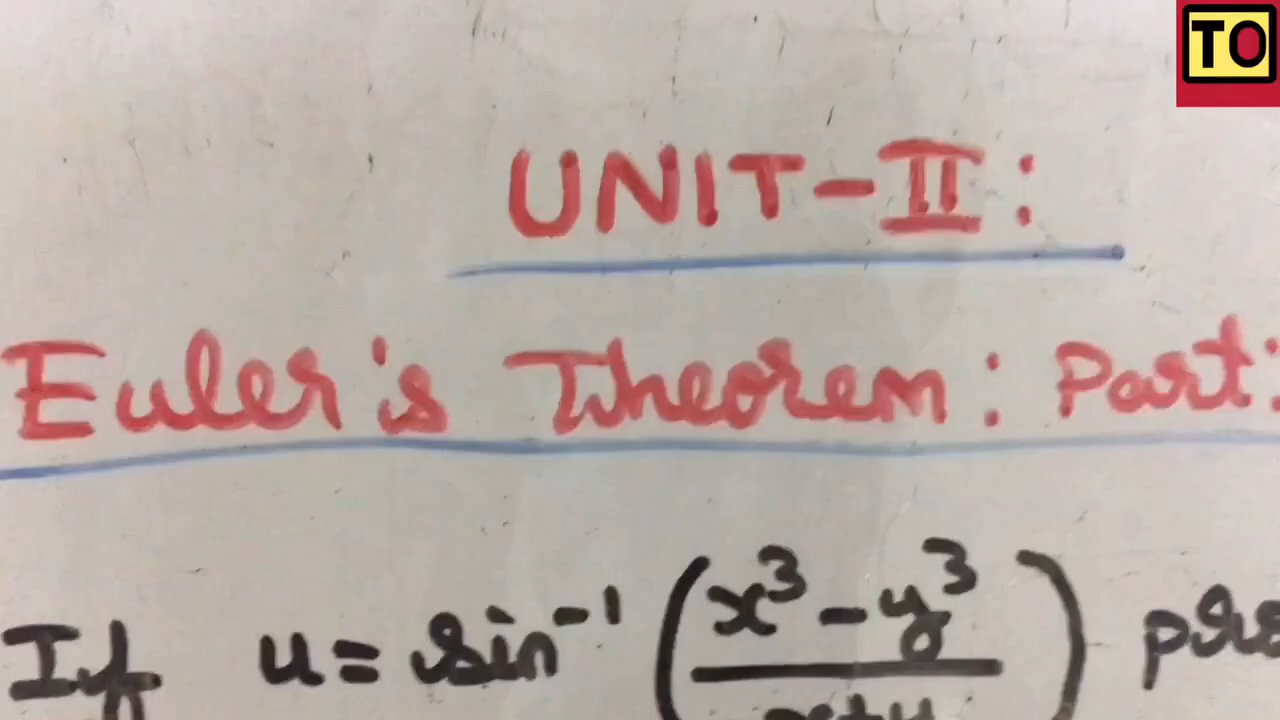 TO
UNIT-II:
Euler's Theorem: Part:
If u = sin⁻¹ (x³ - y³
x+y)